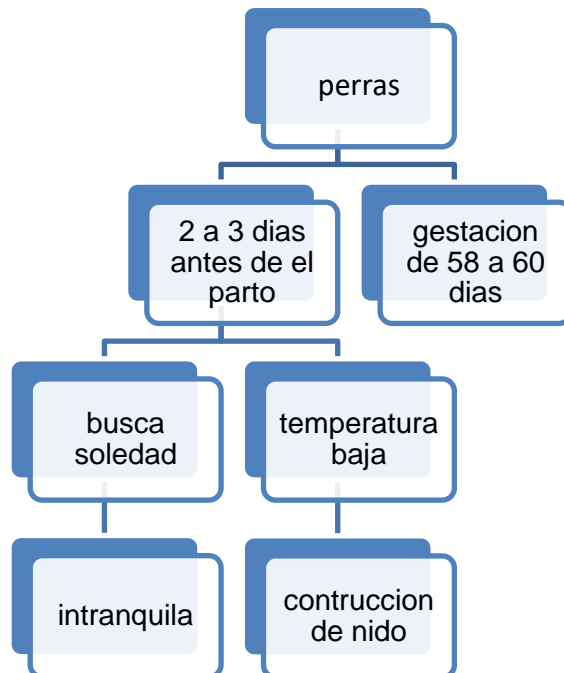 perras
2 a 3 dias
antes de el
parto
gestacion
de 58 a 60
dias
busca
soledad
temperatura
baja
intranquila
contruccion
de nido